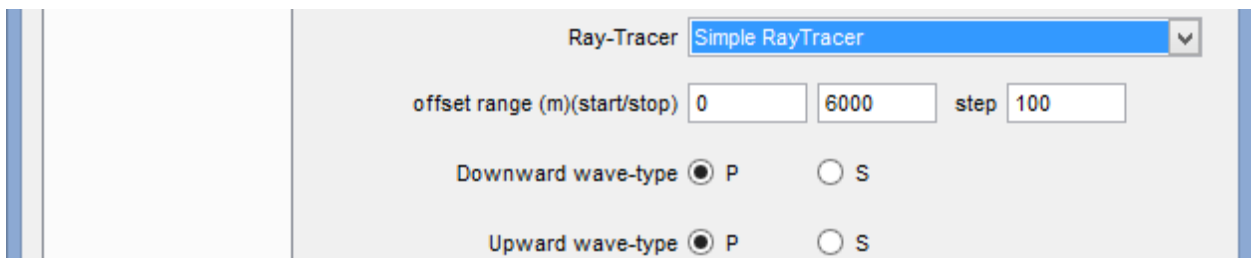 Ray-Tracer Simple RayTracer
offset range (m)(start/stop) 0 6000 step 100
Downward wave-type P S
Upward wave-type P S